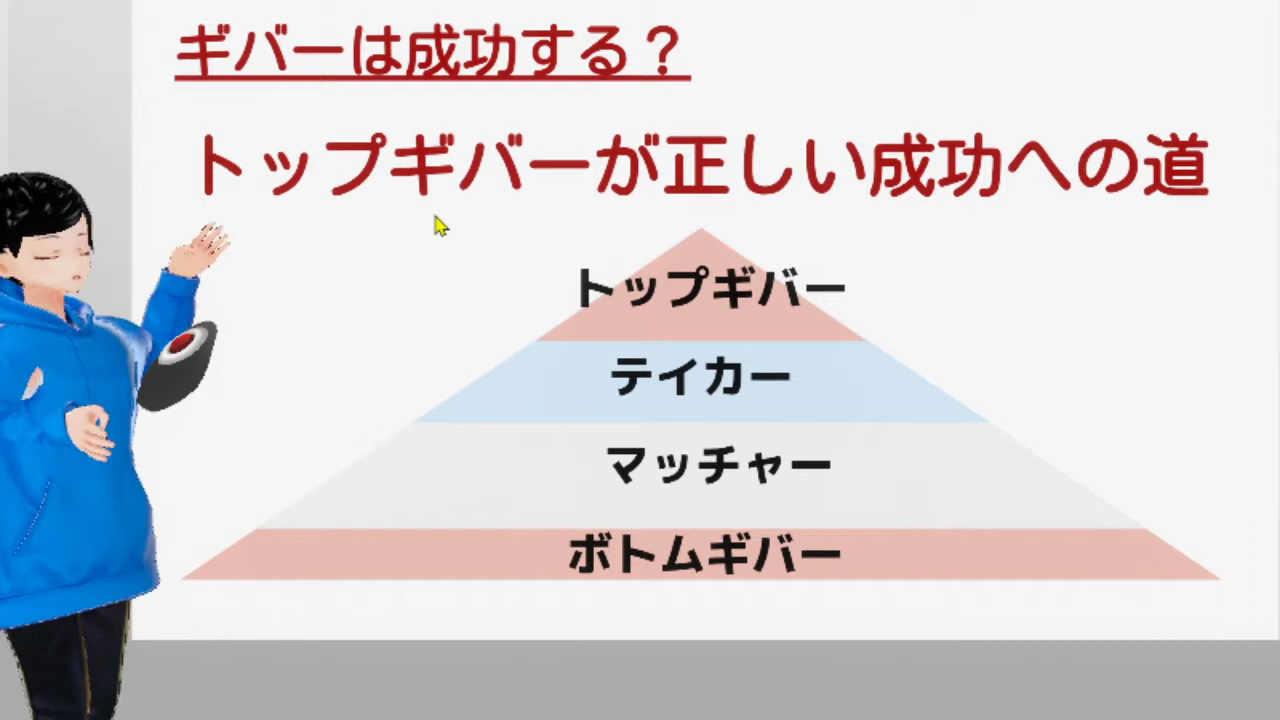 ギバーは成功する？
トップギバーが正しい成功への道
トップギバー
テイカー
マッチャー
ボトムギバー